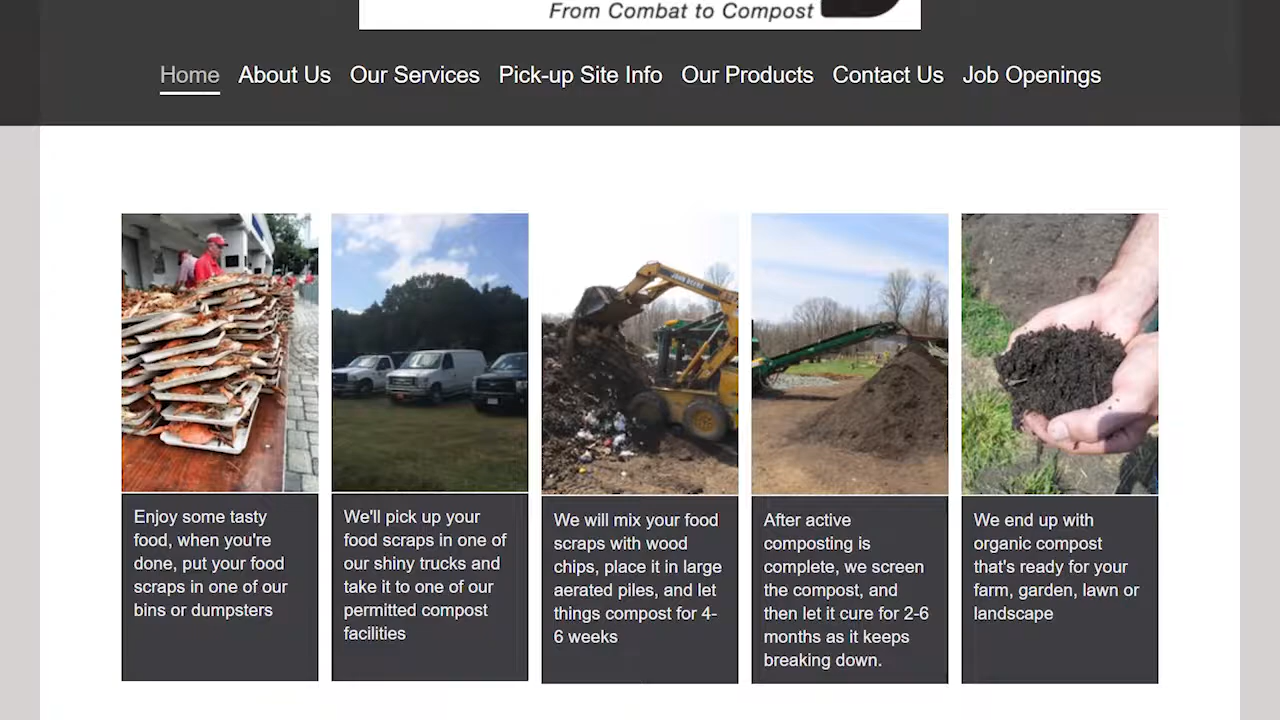 From Combat to Compost
Home About Us Our Services Pick-up Site Info Our Products Contact Us Job Openings
Enjoy some tasty
food, when you're
done, put your food
scraps in one of our
bins or dumpsters
We'll pick up your
food scraps in one of
our shiny trucks and
take it to one of our
permitted compost
facilities
We will mix your food
scraps with wood
chips, place it in large
aerated piles, and let
things compost for 4-
6 weeks
After active
composting is
complete, we screen
the compost, and
then let it cure for 2-6
months as it keeps
breaking down.
We end up with
organic compost
that's ready for your
farm, garden, lawn or
landscape
JOHN DEERE